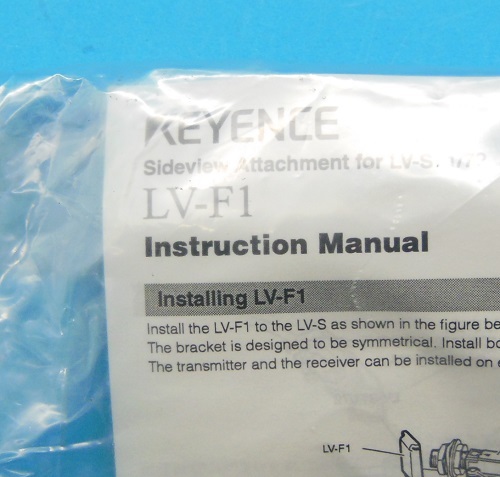 KEYENCE
Sideview Attachment for LV-S
LV-F1
Instruction Manual
Installing LV-F1
Install the LV-F1 to the LV-S as shown in the figure be
The bracket is designed to be symmetrical. Install bo
The transmitter and the receiver can be installed on e
LV-F1